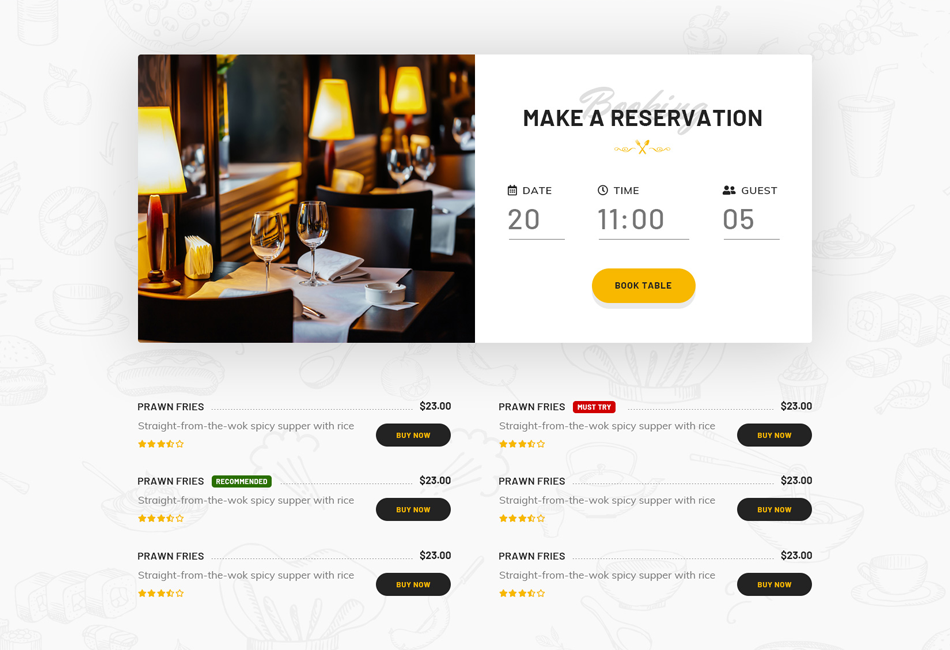 Booking
MAKE A RESERVATION
DATE TIME GUEST
20 11:00 05
BOOK TABLE
PRAWN FRIES $23.00
Straight-from-the-wok spicy supper with rice
BUY NOW
PRAWN FRIES MUST TRY $23.00
Straight-from-the-wok spicy supper with rice
BUY NOW
PRAWN FRIES RECOMMENDED $23.00
Straight-from-the-wok spicy supper with rice
BUY NOW
PRAWN FRIES $23.00
Straight-from-the-wok spicy supper with rice
BUY NOW
PRAWN FRIES $23.00
Straight-from-the-wok spicy supper with rice
BUY NOW
PRAWN FRIES $23.00
Straight-from-the-wok spicy supper with rice
BUY NOW